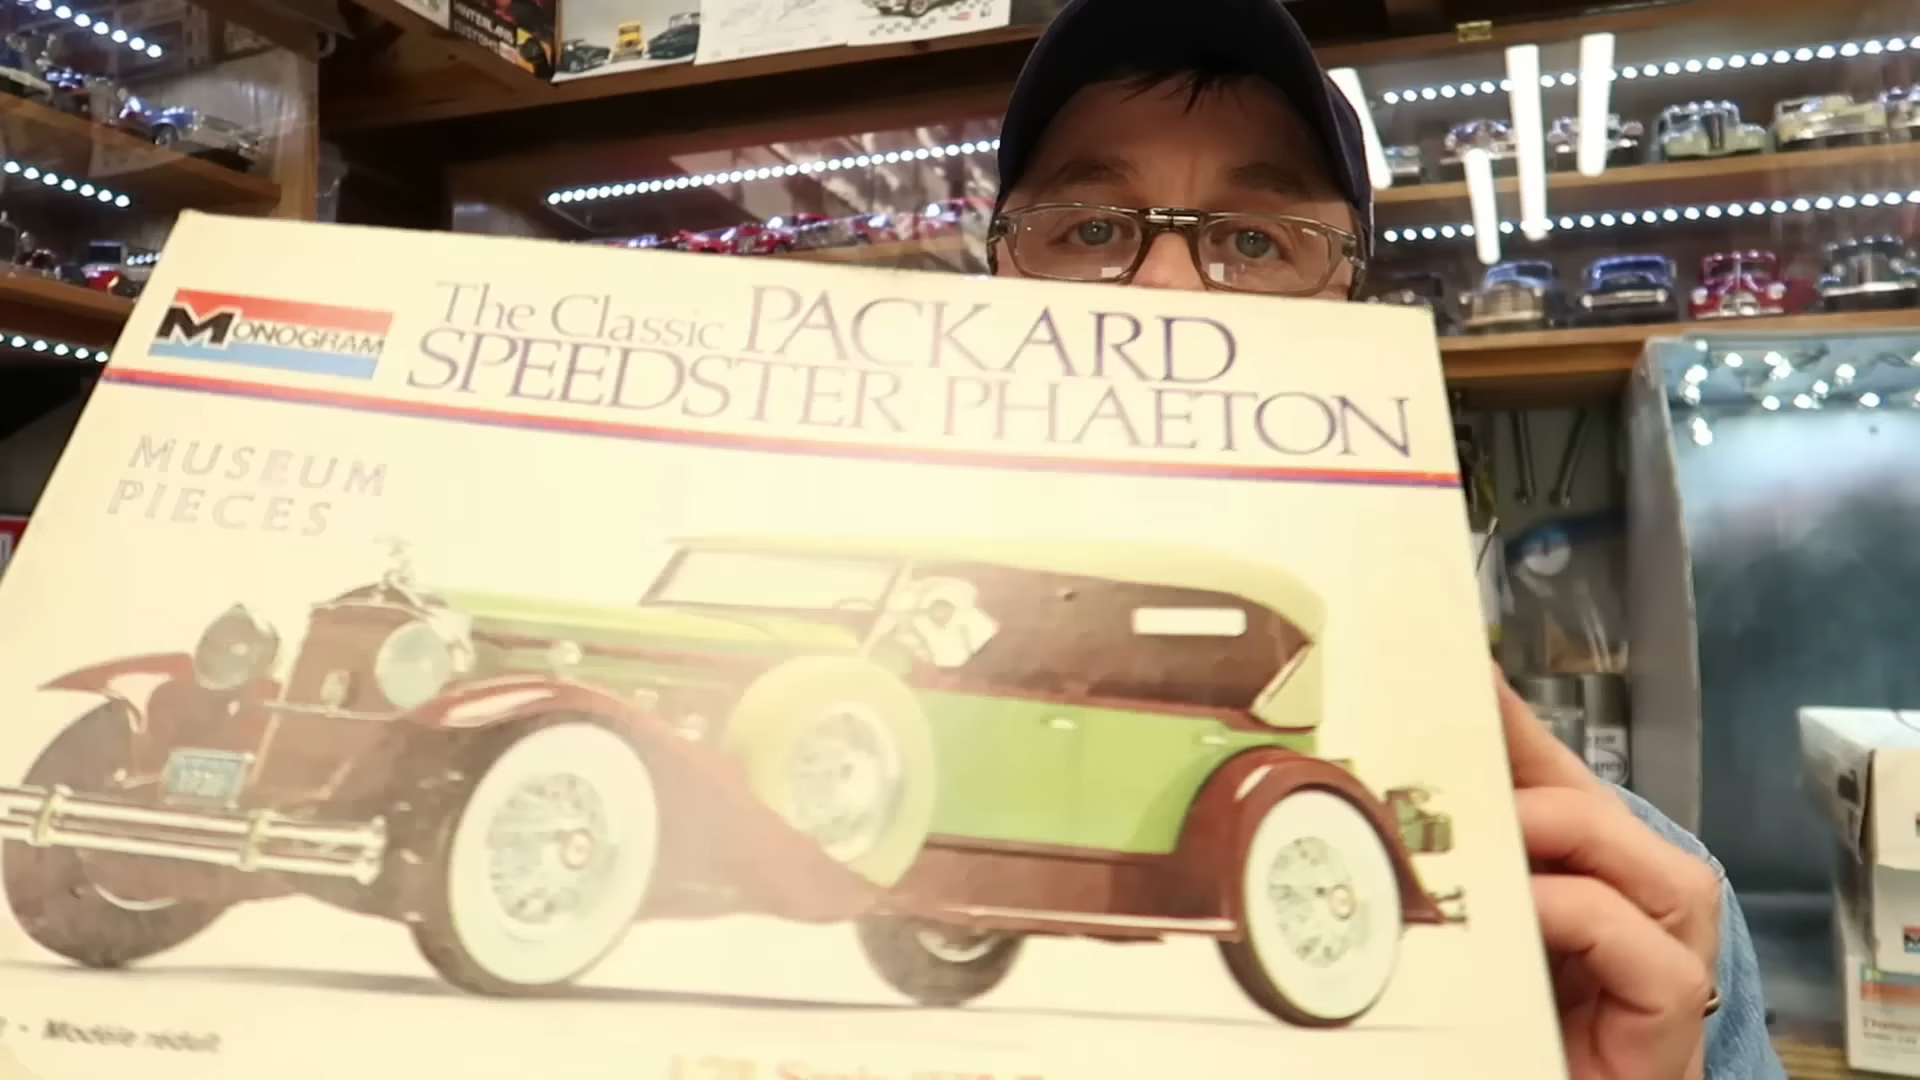 MONOGRAM
The Classic PACKARD
SPEEDSTER PHAETON
MUSEUM
PIECES
Modèle réduit